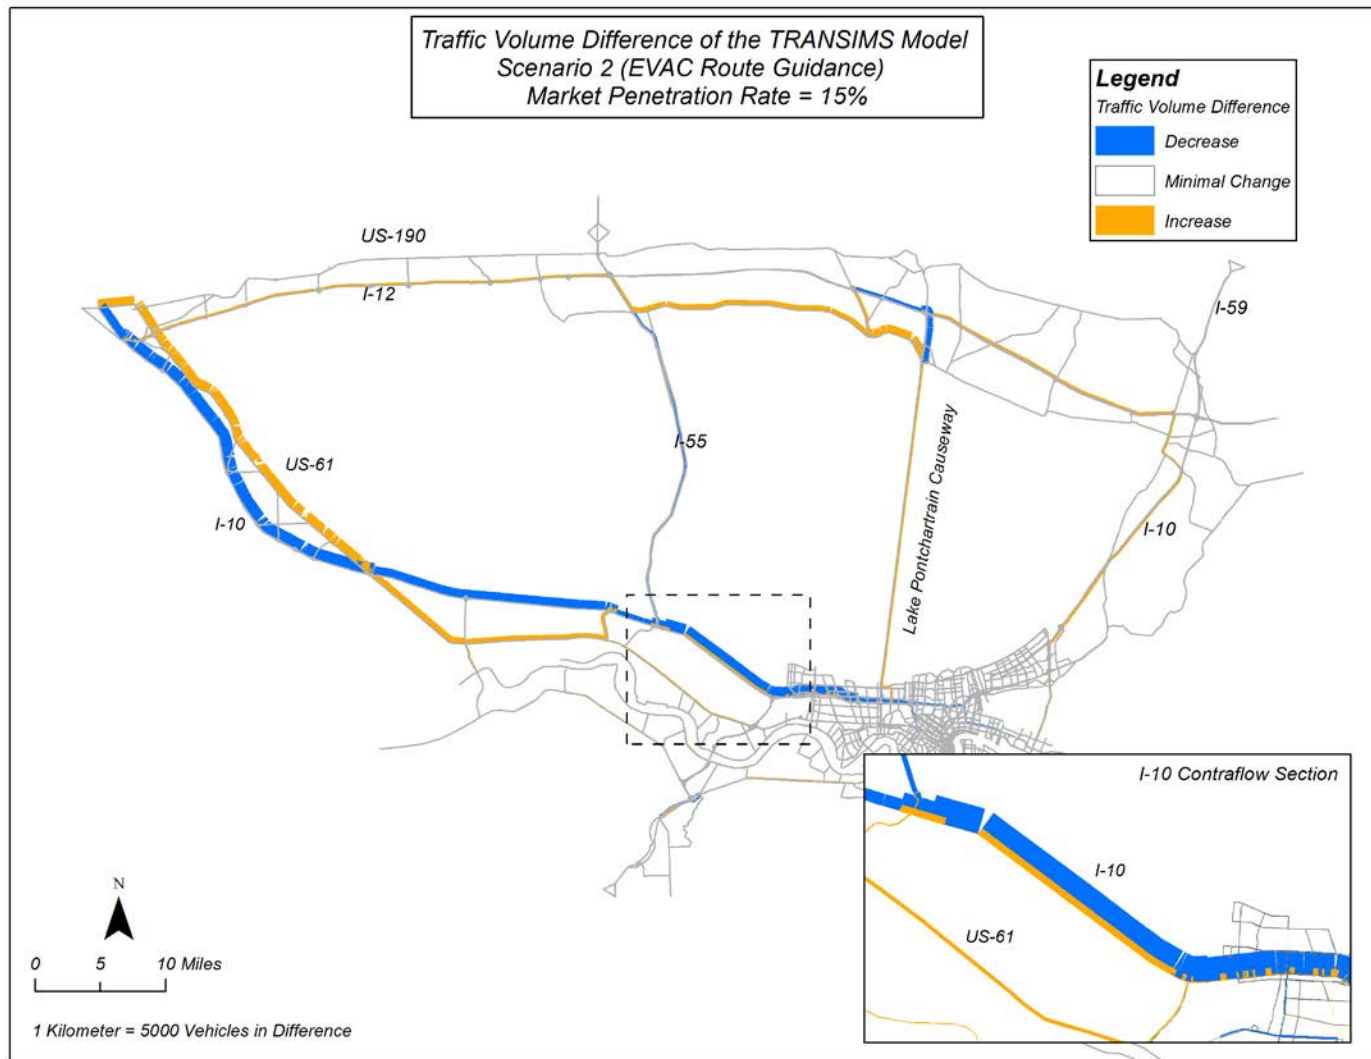 Traffic Volume Difference of the TRANSIMS Model
Scenario 2 (EVAC Route Guidance)
Market Penetration Rate = 15%
Legend
Traffic Volume Difference
Decrease
Minimal Change
Increase
US-190
I-12
I-59
I-55
US-61
I-10
Lake Pontchartrain Causeway
I-10
I-10 Contraflow Section
I-10
US-61
N
0 5 10 Miles
1 Kilometer = 5000 Vehicles in Difference